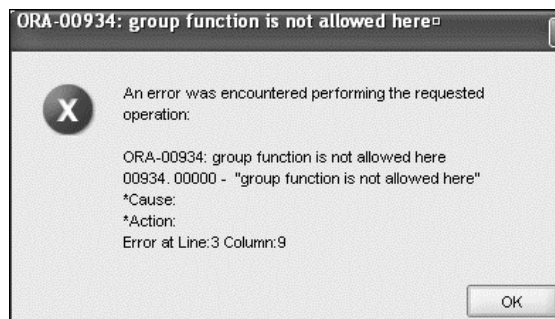 ORA-00934: group function is not allowed here¤
An error was encountered performing the requested
operation:
ORA-00934: group function is not allowed here
00934. 00000 - "group function is not allowed here"
*Cause:
*Action:
Error at Line:3 Column:9
OK